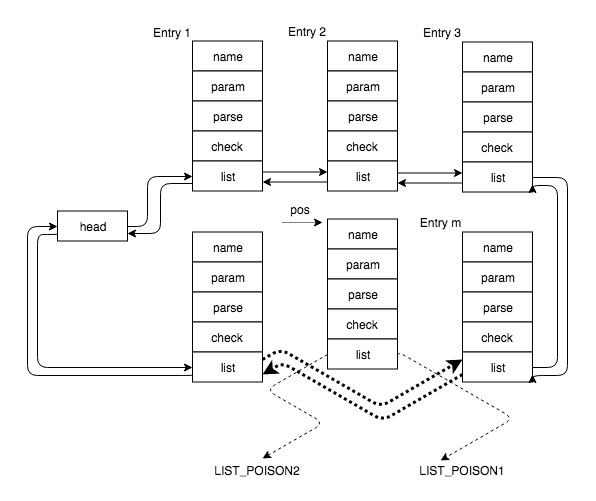 Entry 1
Entry 2
Entry 3
name
name
name
param
param
param
parse
parse
parse
check
check
check
list
list
list
head
pos
Entry m
name
name
name
param
param
param
parse
parse
parse
check
check
check
list
list
list
LIST_POISON2
LIST_POISON1